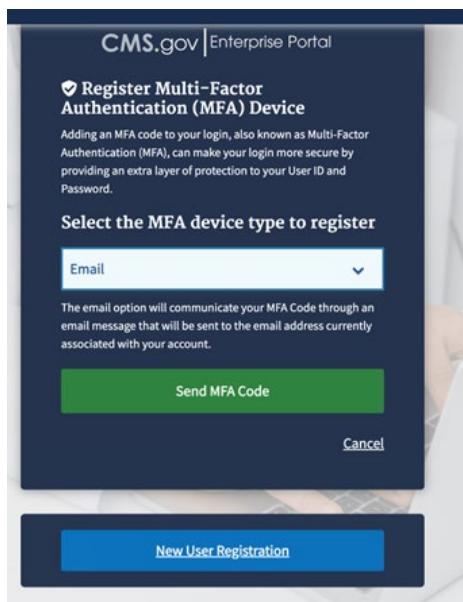 CMS.gov Enterprise Portal
Register Multi-Factor
Authentication (MFA) Device
Adding an MFA code to your login, also known as Multi-Factor
Authentication (MFA), can make your login more secure by
providing an extra layer of protection to your User ID and
Password.
Select the MFA device type to register
Email
The email option will communicate your MFA Code through an
email message that will be sent to the email address currently
associated with your account.
Send MFA Code
Cancel
New User Registration